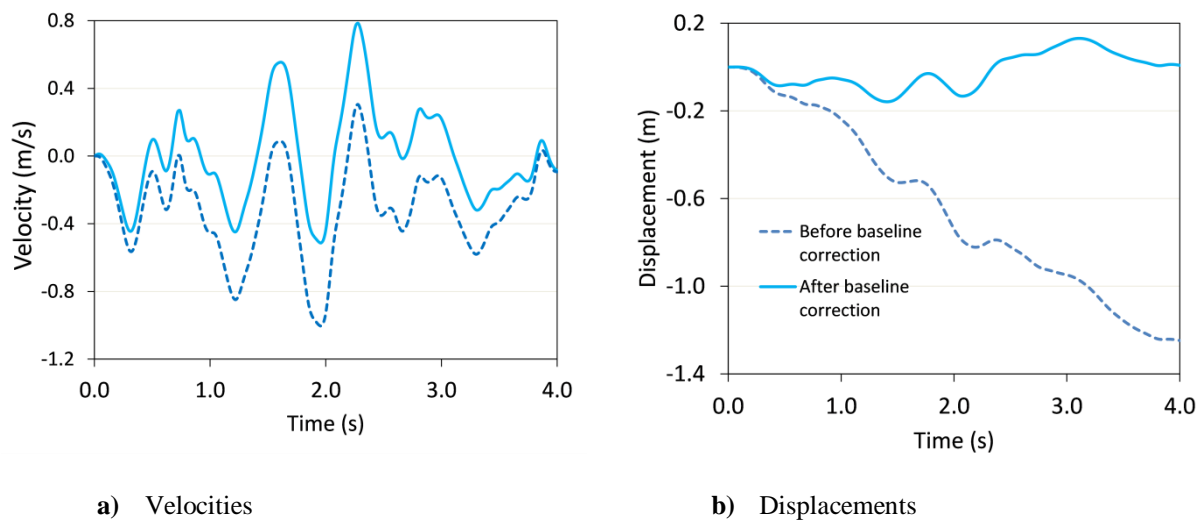 0.8
0.4
0.0
-0.4
-0.8
-1.2
Velocity (m/s)
0.0 1.0 2.0 3.0 4.0
Time (s)
a) Velocities
0.2
-0.2
-0.6
-1.0
-1.4
Displacement (m)
Before baseline
correction
After baseline
correction
0.0 1.0 2.0 3.0 4.0
Time (s)
b) Displacements